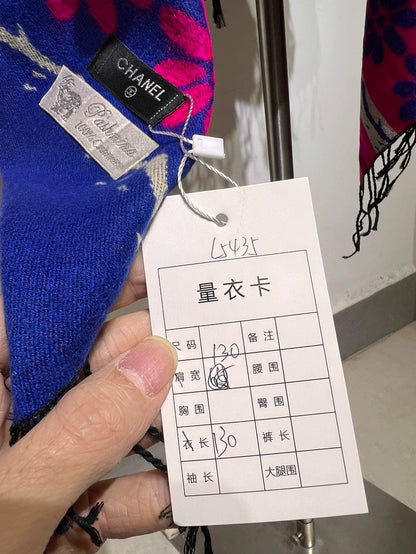 CHANEL
Pashmina
L5435
量衣卡
尺码 130 备注
肩宽 腰围
胸围 臀围
衣长 130 裤长
袖长 大腿围